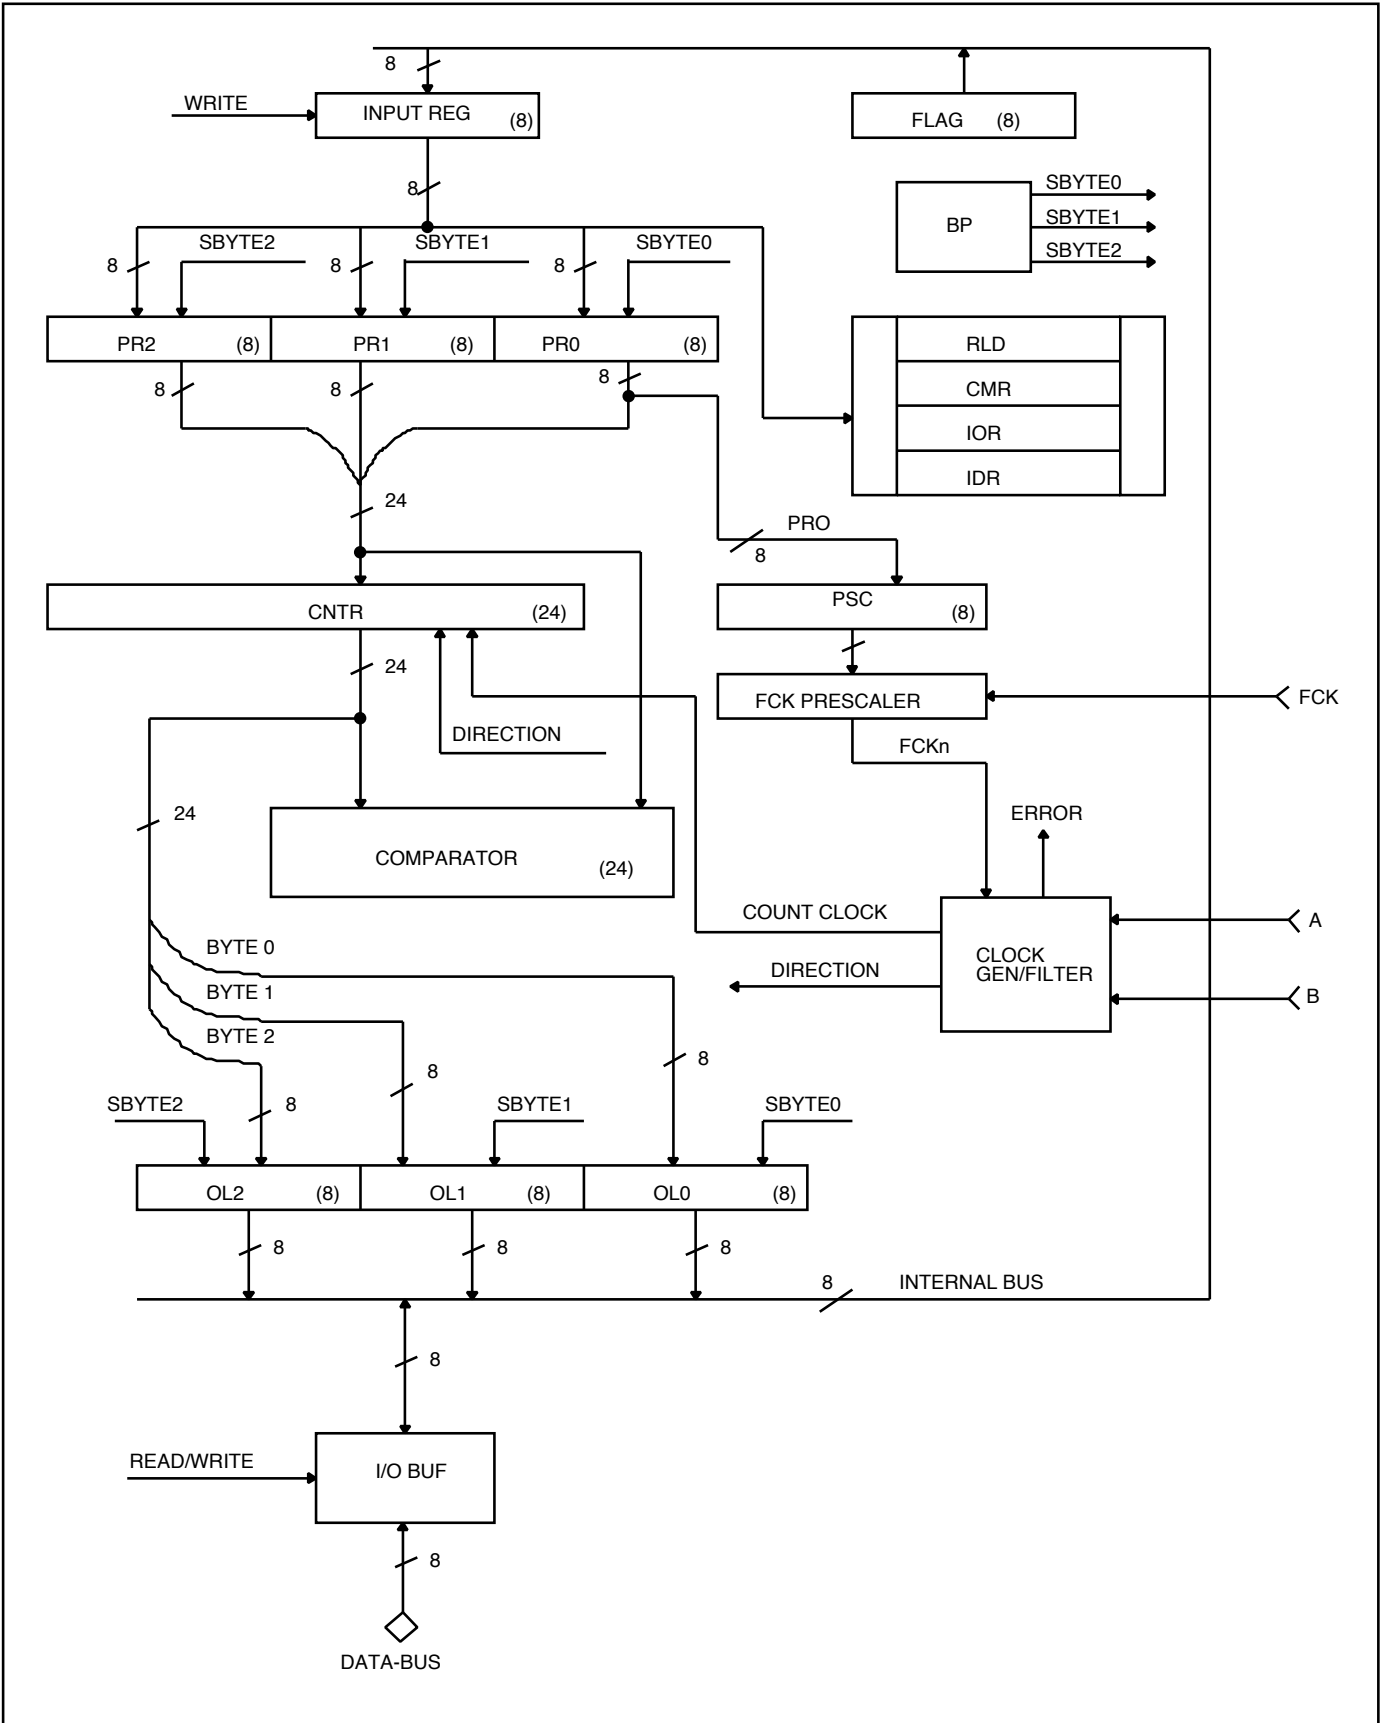 8
WRITE
INPUT REG
(8)
FLAG (8)
8
SBYTE0
SBYTE1
SBYTE2
BP
SBYTE2
SBYTE1
SBYTE0
8
8
8
PR2 (8)
PR1 (8)
PR0 (8)
RLD
CMR
IOR
IDR
8
8
8
24
PRO
8
CNTR (24)
PSC
(8)
24
FCK PRESCALER
FCK
DIRECTION
FCKn
24
ERROR
COMPARATOR
(24)
COUNT CLOCK
A
BYTE 0
CLOCK
GEN/FILTER
DIRECTION
BYTE 1
B
BYTE 2
8
8
8
SBYTE2
SBYTE1
SBYTE0
OL2 (8)
OL1 (8)
OL0 (8)
8
8
8
8
INTERNAL BUS
8
READ/WRITE
I/O BUF
8
DATA-BUS